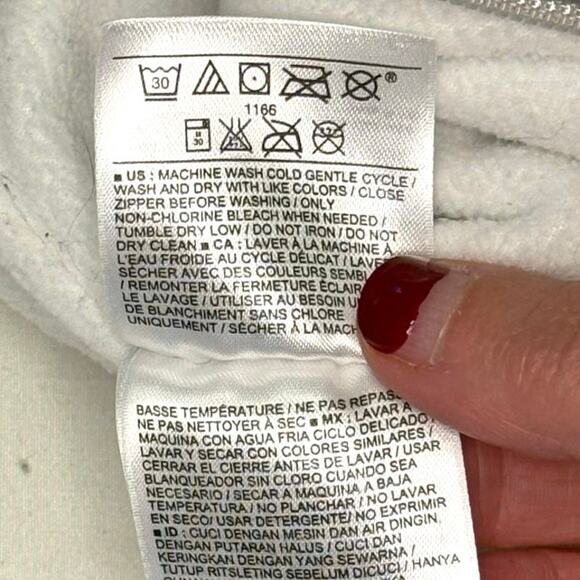 30
®
1166
30
■ US : MACHINE WASH COLD GENTLE CYCLE /
WASH AND DRY WITH LIKE COLORS / CLOSE
ZIPPER BEFORE WASHING / ONLY
NON-CHLORINE BLEACH WHEN NEEDED /
TUMBLE DRY LOW / DO NOT IRON / DO NOT
DRY CLEAN ■ CA : LAVER À LA MACHINE À
L'EAU FROIDE AU CYCLE DÉLICAT /
SÉCHER AVEC DES COULEURS
/ REMONTER LA FERMETURE
LE LAVAGE / UTILISER AU BESOIN
DE BLANCHIMENT SANS CHLORE
UNIQUEMENT / SÉCHER À LA
BASSE TEMPÉRATURE / NE PAS
NE PAS NETTOYER À SEC ■ MX : LAVAR A
MAQUINA CON AGUA FRIA CICLO DELICADO /
LAVAR Y SECAR CON COLORES SIMILARES /
CERRAR EL CIERRE ANTES DE LAVAR / USAR
BLANQUEADOR SIN CLORO CUANDO SEA
NECESARIO / SECAR A MAQUINA A BAJA
TEMPERATURA / NO PLANCHAR / NO LAVAR
EN SECO/ USAR DETERGENTE/ NO EXPRIMIR
■ ID : CUCI DENGAN MESIN DAN AIR DINGIN,
DENGAN PUTARAN HALUS / CUCI DAN
KERINGKAN DENGAN YANG SEWARNA /
TUTUP RITSLETING SEBELUM DICUCI / HANYA